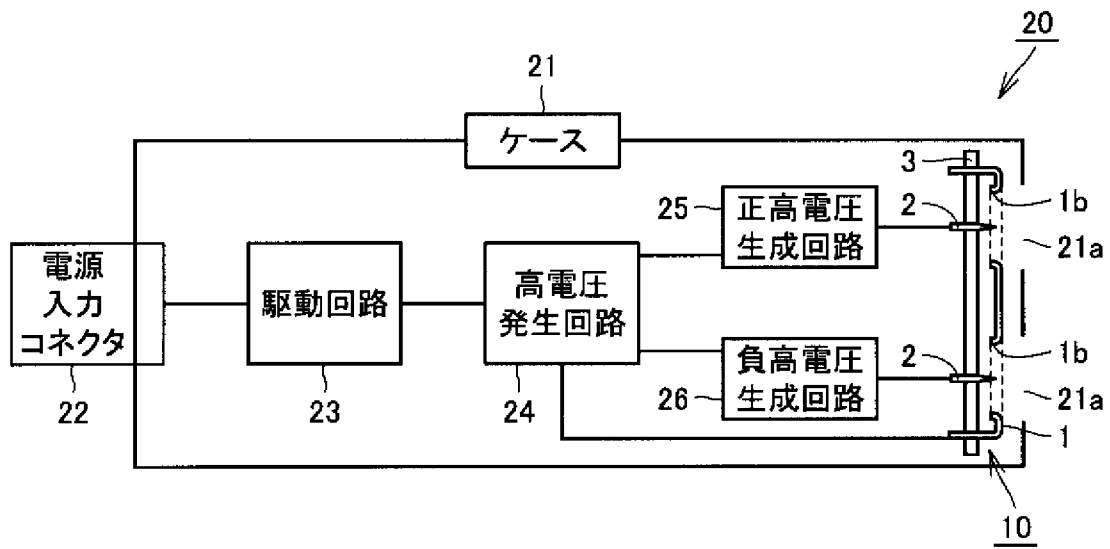 20
21
ケース
3
25
正高電圧
生成回路
2
1b
21a
電源
入力
コネクタ
22
駆動回路
23
高電圧
発生回路
24
負高電圧
生成回路
26
2
1b
21a
1
10